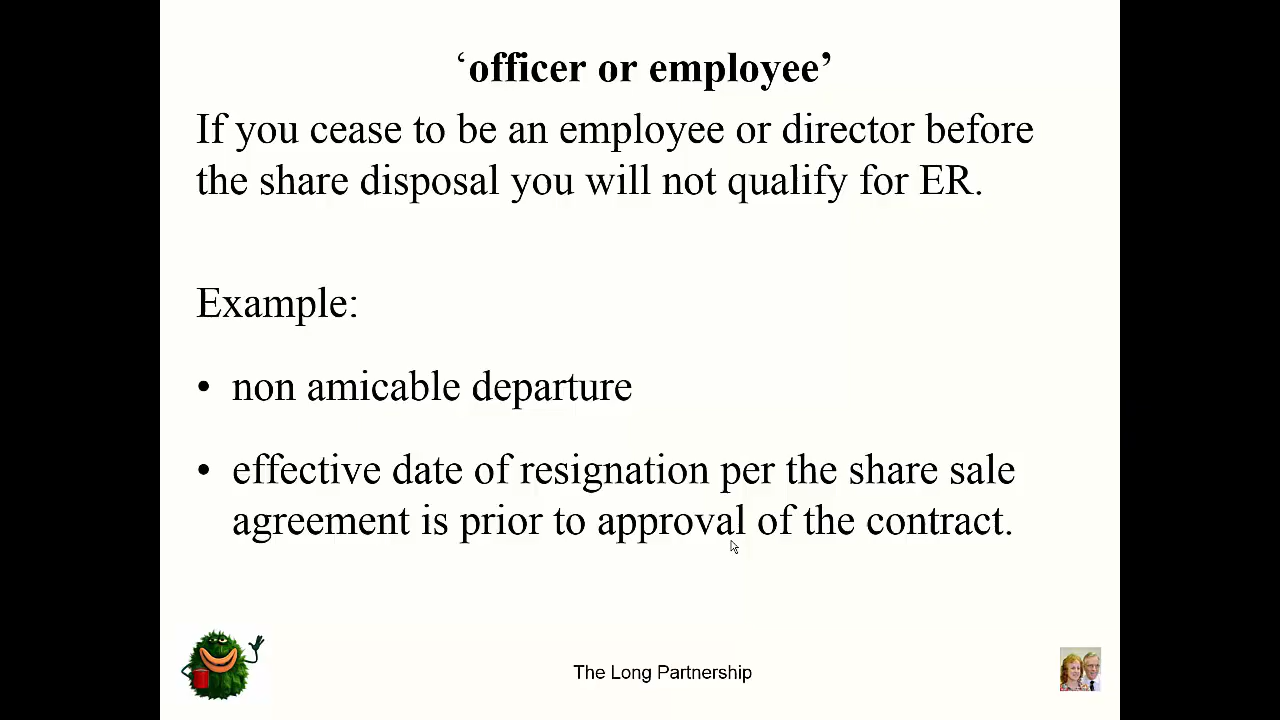 ‘officer or employee’
If you cease to be an employee or director before
the share disposal you will not qualify for ER.
Example:
• non amicable departure
• effective date of resignation per the share sale
agreement is prior to approval of the contract.
The Long Partnership